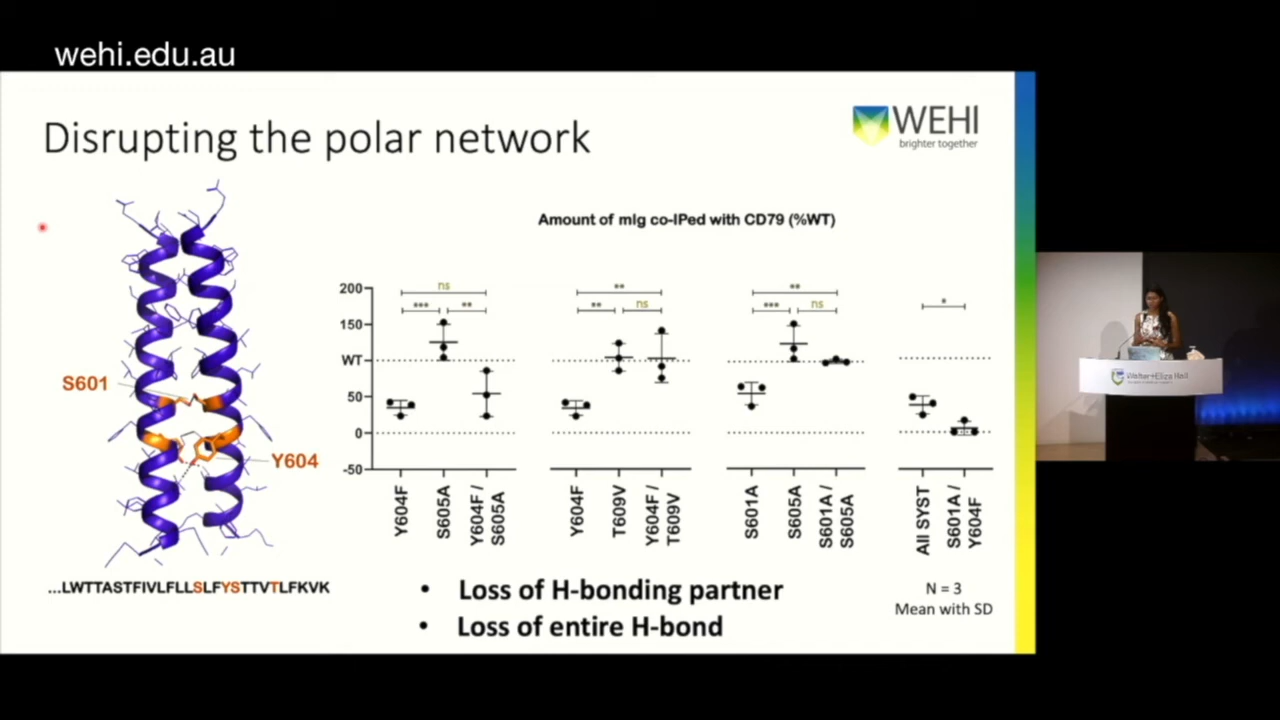 wehi.edu.au
Disrupting the polar network
WEHI
brighter together
Amount of mIg co-IPed with CD79 (%WT)
200
150
WT
50
0
-50
ns
***
**
**
**
ns
**
***
ns
*
S601
Y604
Y604F
S605A
Y604F / S605A
Y604F
T609V
Y604F / T609V
S601A
S605A
S601A / S605A
All SYST
S601A / Y604F
...LWTTASTFIVLFLLSLFYSTTVTLFKVK
• Loss of H-bonding partner
• Loss of entire H-bond
N = 3
Mean with SD
Walter+Eliza Hall